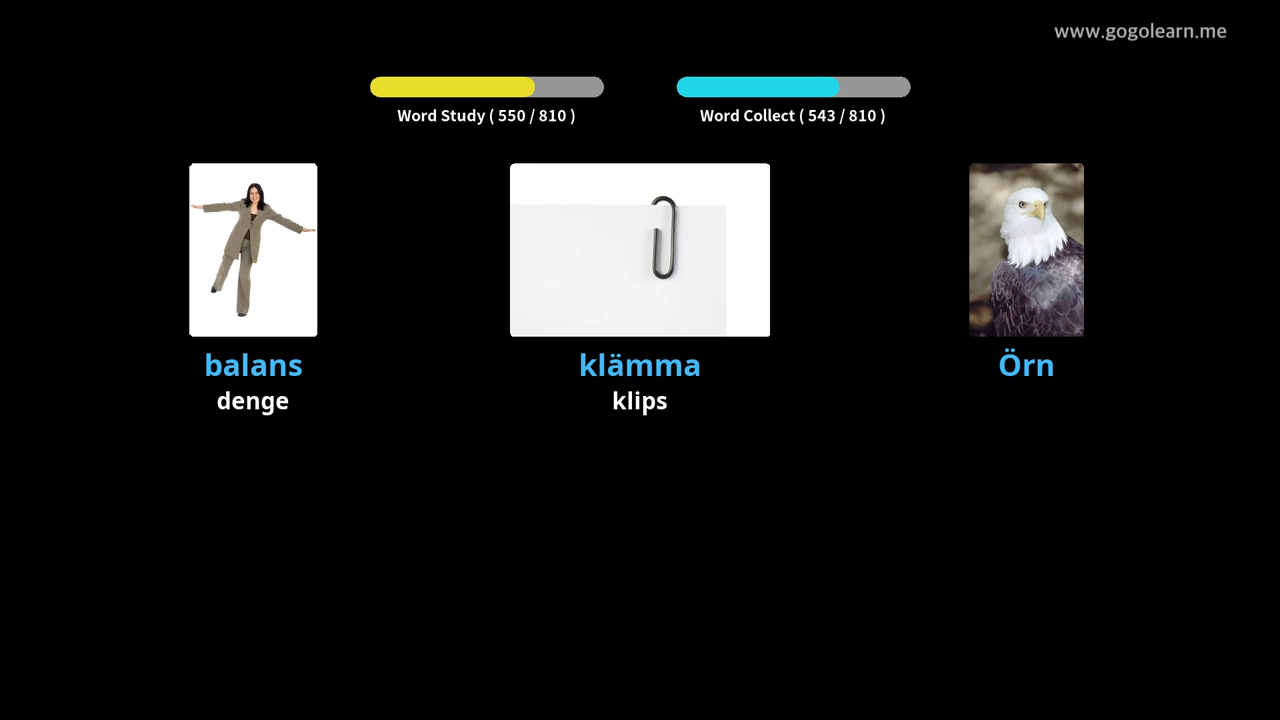 www.gogolearn.me
Word Study ( 550 / 810 )
Word Collect ( 543 / 810 )
balans
denge
klämma
klips
Örn